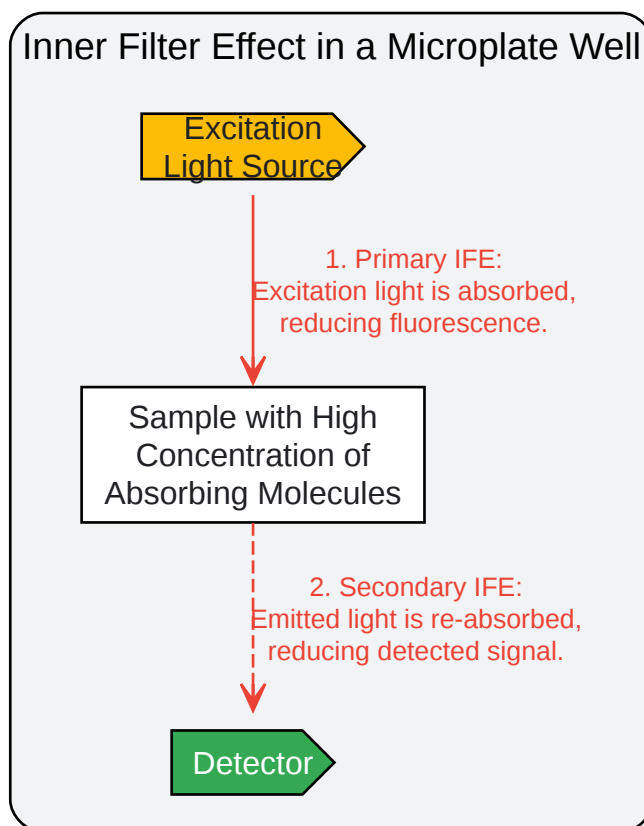 Inner Filter Effect in a Microplate Well
Excitation
Light Source
1. Primary IFE:
Excitation light is absorbed,
reducing fluorescence.
Sample with High
Concentration of
Absorbing Molecules
2. Secondary IFE:
Emitted light is re-absorbed,
reducing detected signal.
Detector